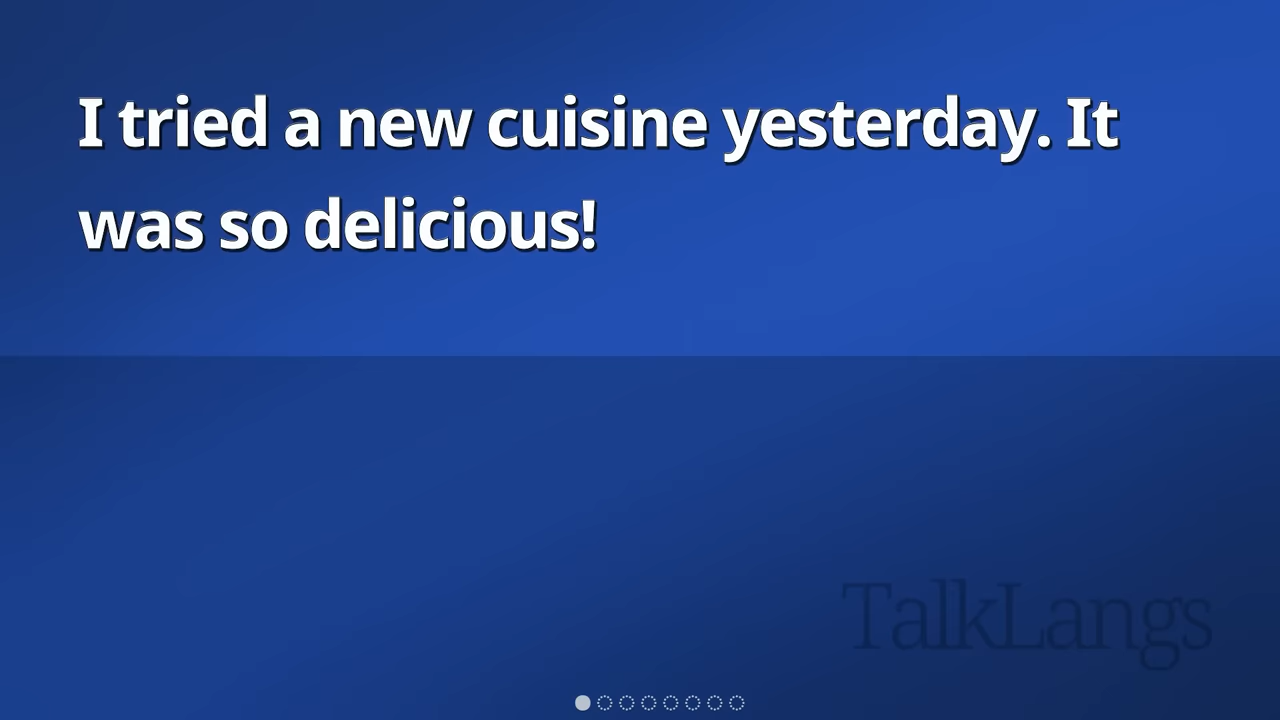 I tried a new cuisine yesterday. It
was so delicious!
TalkLangs